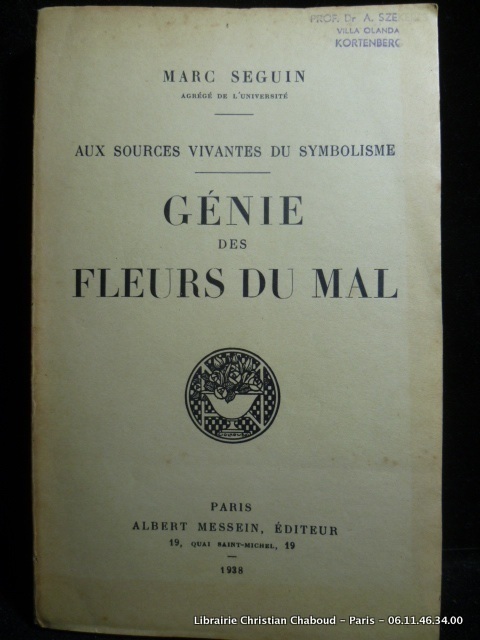 PROF. Dr A.
VILLA OLANDA
KORTENBERG
MARC SEGUIN
AGRÉGÉ DE L'UNIVERSITÉ
AUX SOURCES VIVANTES DU SYMBOLISME
GÉNIE
DES
FLEURS DU MAL
PARIS
ALBERT MESSEIN, ÉDITEUR
19, QUAI SAINT-MICHEL, 19
1938
Librairie Christian Chaboud - Paris - 06.11.46.34.00